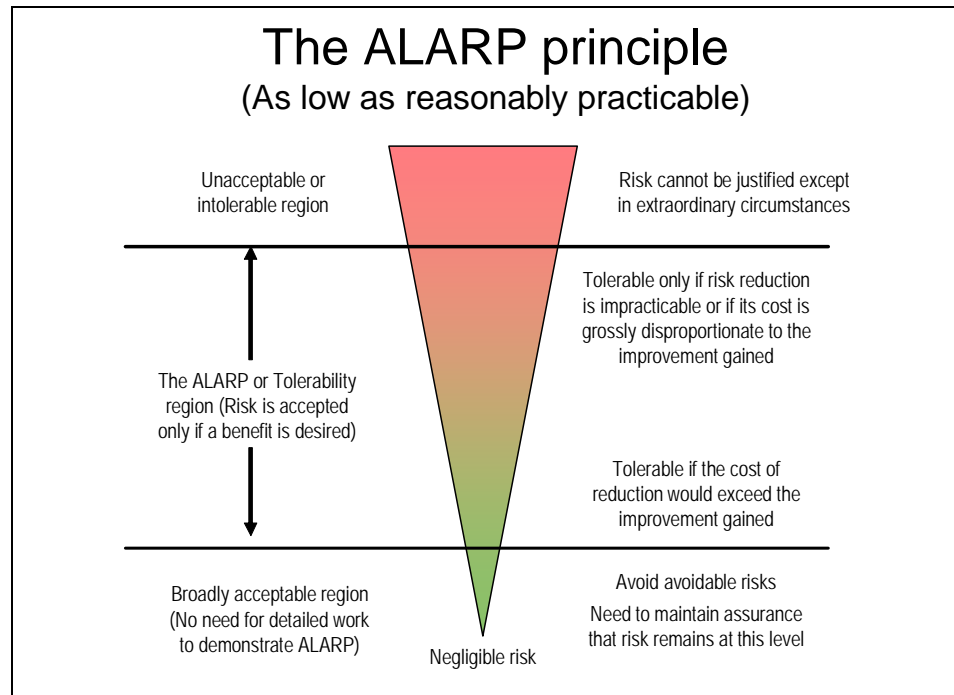 The ALARP principle
(As low as reasonably practicable)
Unacceptable or
intolerable region
Risk cannot be justified except
in extraordinary circumstances
Tolerable only if risk reduction
is impracticable or if its cost is
grossly disproportionate to the
improvement gained
The ALARP or Tolerability
region (Risk is accepted
only if a benefit is desired)
Tolerable if the cost of
reduction would exceed the
improvement gained
Broadly acceptable region
(No need for detailed work
to demonstrate ALARP)
Negligible risk
Avoid avoidable risks
Need to maintain assurance
that risk remains at this level